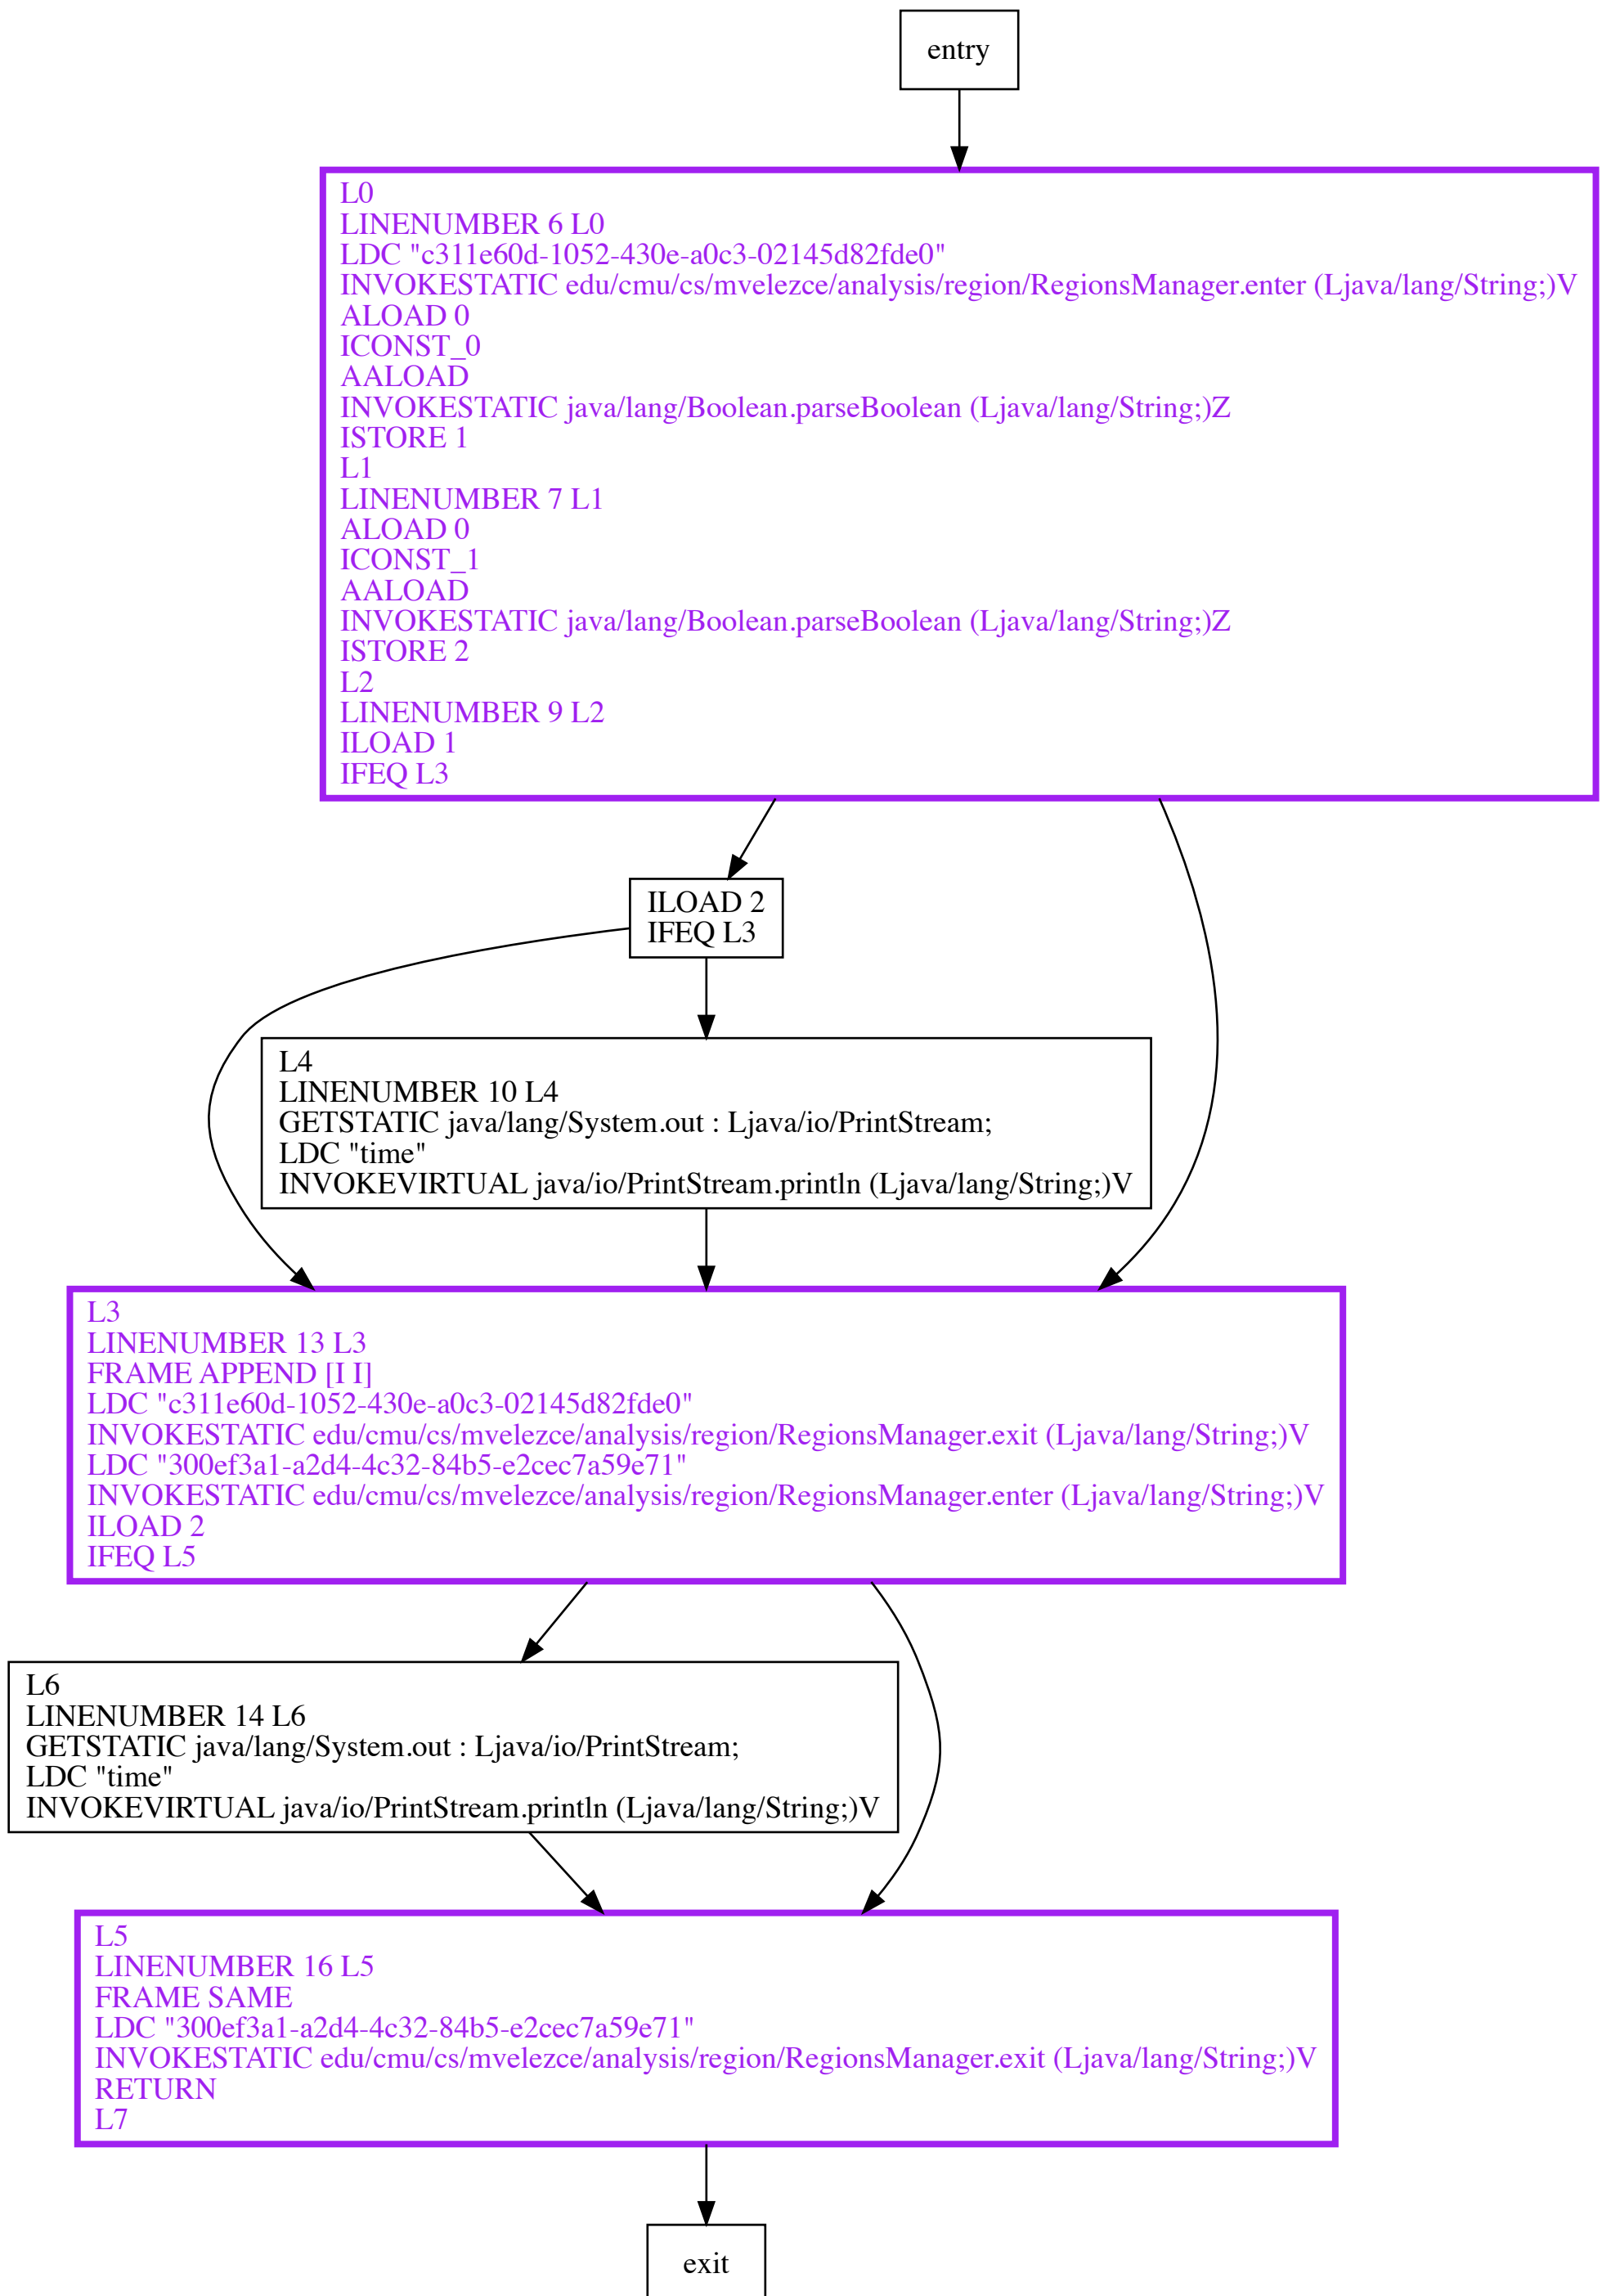 entry
L0
LINENUMBER 6 L0
LDC "c311e60d-1052-430e-a0c3-02145d82fde0"
INVOKESTATIC edu/cmu/cs/mvelezce/analysis/region/RegionsManager.enter (Ljava/lang/String;)V
ALOAD 0
ICONST_0
AALOAD
INVOKESTATIC java/lang/Boolean.parseBoolean (Ljava/lang/String;)Z
ISTORE 1
L1
LINENUMBER 7 L1
ALOAD 0
ICONST_1
AALOAD
INVOKESTATIC java/lang/Boolean.parseBoolean (Ljava/lang/String;)Z
ISTORE 2
L2
LINENUMBER 9 L2
ILOAD 1
IFEQ L3
ILOAD 2
IFEQ L3
L4
LINENUMBER 10 L4
GETSTATIC java/lang/System.out : Ljava/io/PrintStream;
LDC "time"
INVOKEVIRTUAL java/io/PrintStream.println (Ljava/lang/String;)V
L3
LINENUMBER 13 L3
FRAME APPEND [I I]
LDC "c311e60d-1052-430e-a0c3-02145d82fde0"
INVOKESTATIC edu/cmu/cs/mvelezce/analysis/region/RegionsManager.exit (Ljava/lang/String;)V
LDC "300ef3a1-a2d4-4c32-84b5-e2cec7a59e71"
INVOKESTATIC edu/cmu/cs/mvelezce/analysis/region/RegionsManager.enter (Ljava/lang/String;)V
ILOAD 2
IFEQ L5
L6
LINENUMBER 14 L6
GETSTATIC java/lang/System.out : Ljava/io/PrintStream;
LDC "time"
INVOKEVIRTUAL java/io/PrintStream.println (Ljava/lang/String;)V
L5
LINENUMBER 16 L5
FRAME SAME
LDC "300ef3a1-a2d4-4c32-84b5-e2cec7a59e71"
INVOKESTATIC edu/cmu/cs/mvelezce/analysis/region/RegionsManager.exit (Ljava/lang/String;)V
RETURN
L7
exit